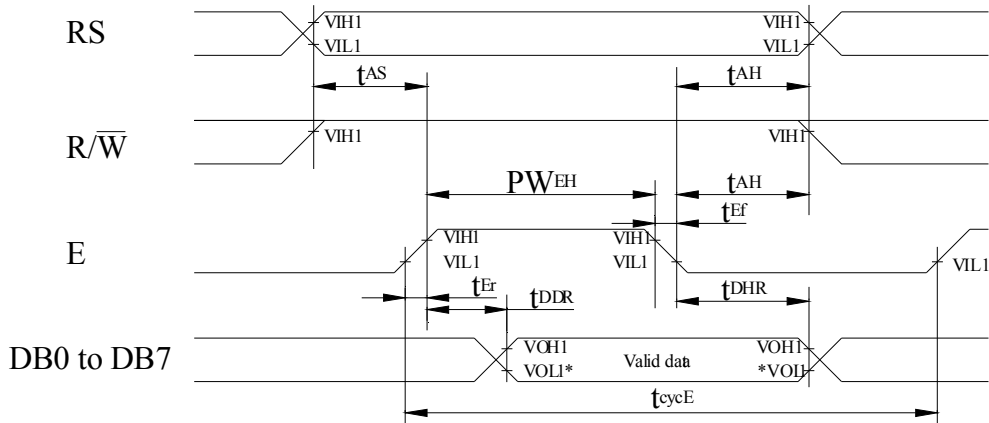 RS
VIH1 VIH1
VIL1 VIL1
tAS tAH
R/W̅ VIH1 VIH1
PWEH tAH
tEf
E VIH1 VIH1
VIL1 VIL1 VIL1
tEr tDDR tDHR
DB0 to DB7 VOH1 Valid data VOH1
VOL1* *VOL1
tcycE